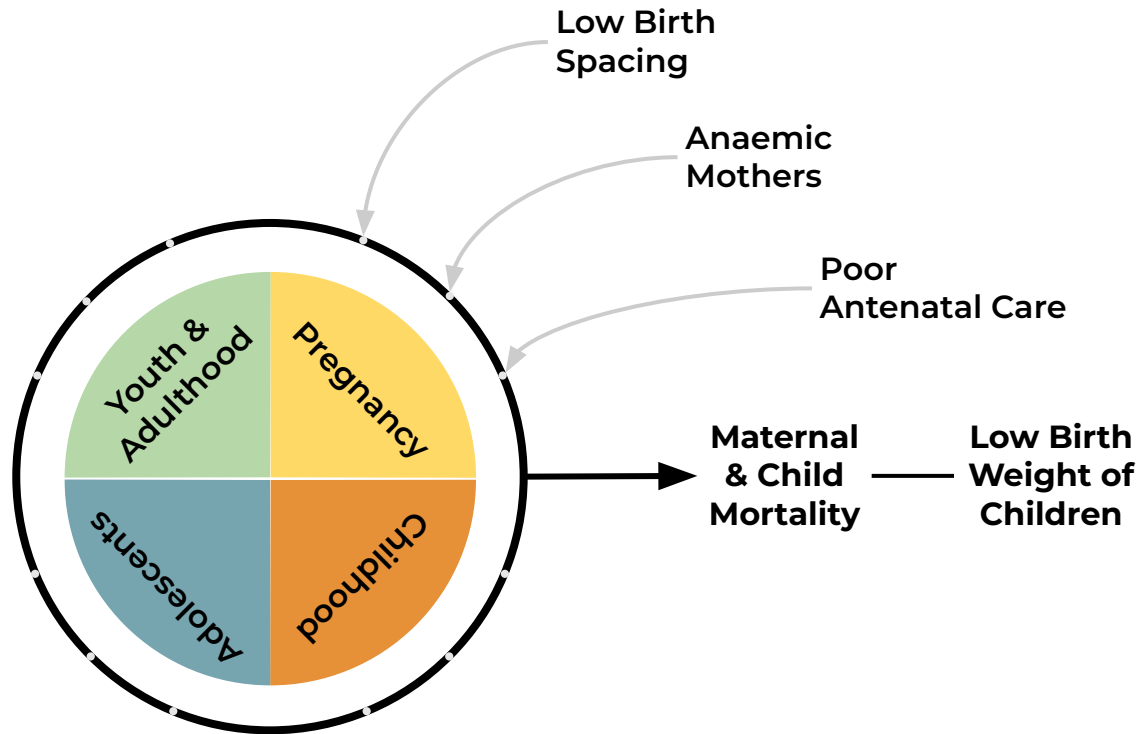 Low Birth
Spacing
Anaemic
Mothers
Poor
Antenatal Care
Youth &
Adulthood
Pregnancy
Maternal
& Child
Mortality
Low Birth
Weight of
Children
Adolescents
Childhood